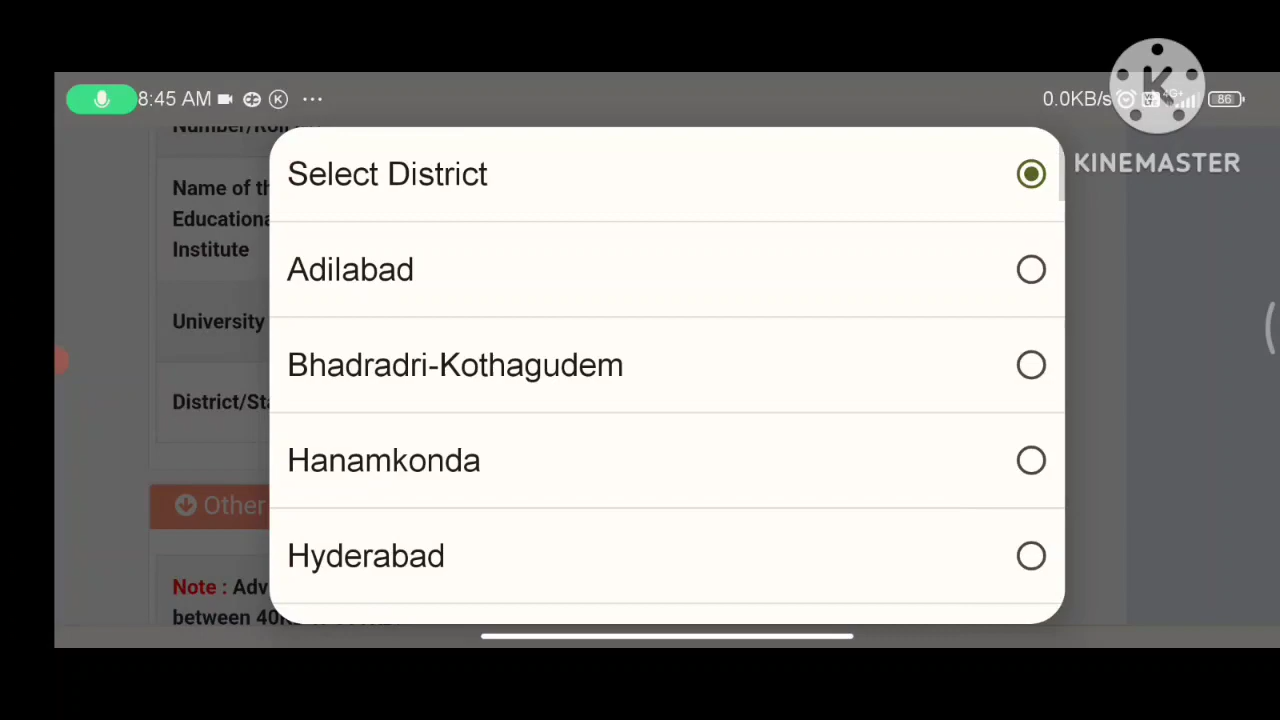 8:45 AM
0.0KB/s
4G+
86
KINEMASTER
Select District
Adilabad
Bhadradri-Kothagudem
Hanamkonda
Hyderabad
Name of th
Educationa
Institute
University
District/Sta
Other
Note : Adv
between